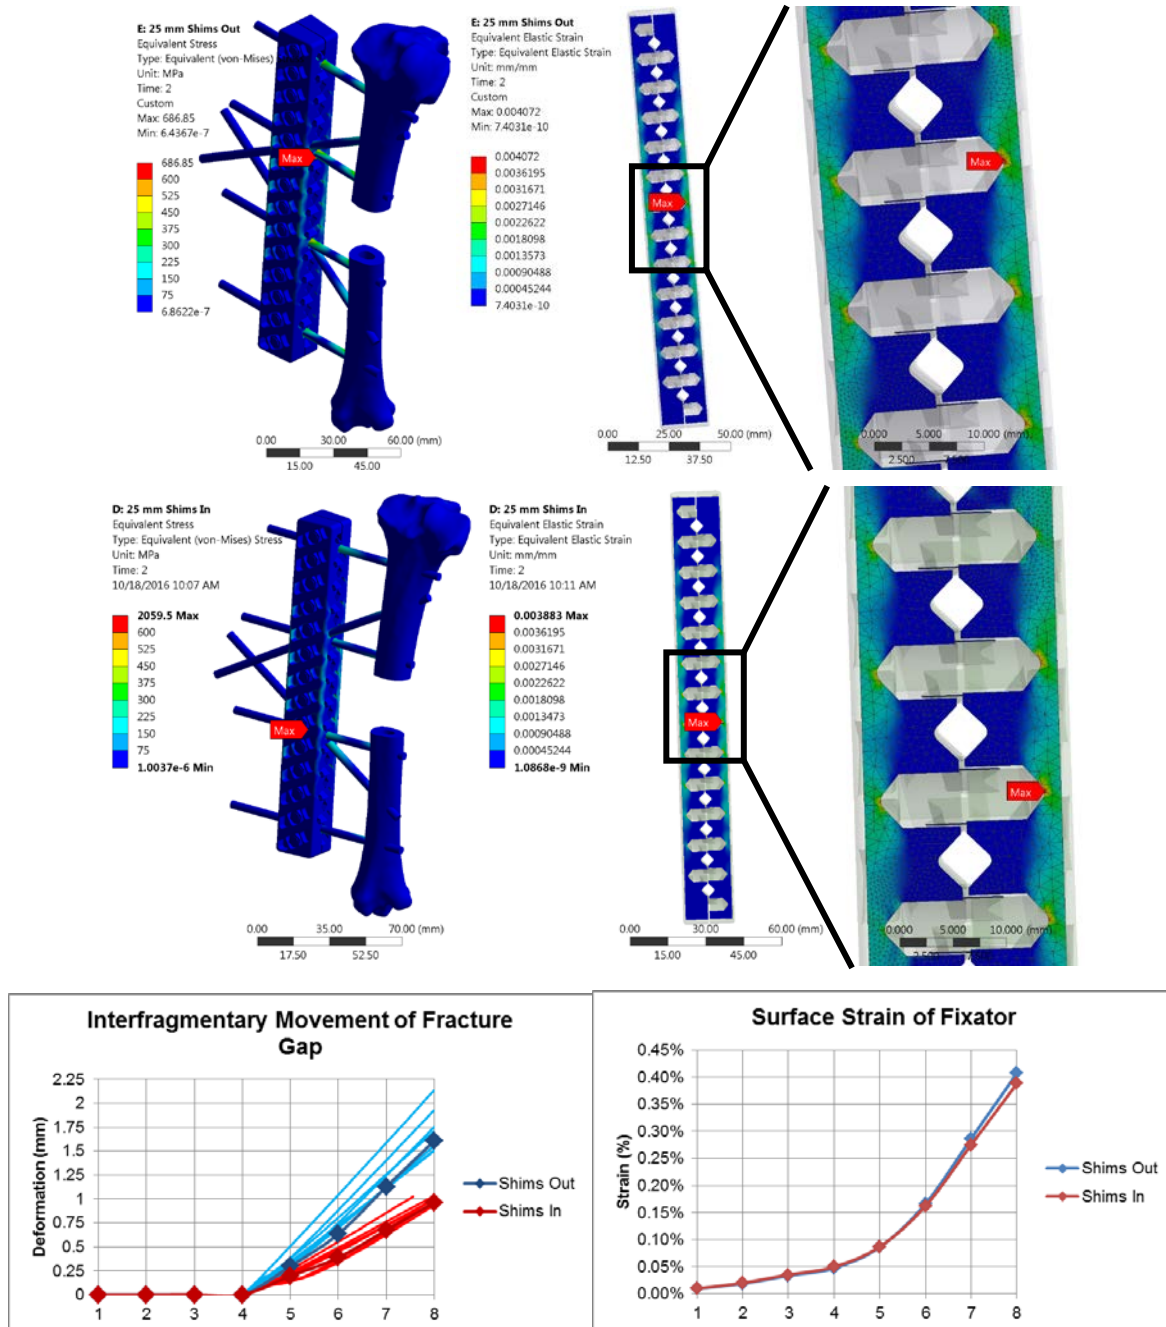 E: 25 mm Shims Out
Equivalent Stress
Type: Equivalent (von-Mises)
Unit: MPa
Time: 2
Custom
Max: 686.85
Min: 6.4367e-7
686.85
600
525
450
375
300
225
150
75
6.8622e-7
Max
0.00 30.00 60.00 (mm)
15.00 45.00
E: 25 mm Shims Out
Equivalent Elastic Strain
Type: Equivalent Elastic Strain
Unit: mm/mm
Time: 2
Custom
Max: 0.004072
Min: 7.4031e-10
0.004072
0.0036195
0.0031671
0.0027146
0.0022622
0.0018098
0.0013573
0.00090488
0.00045244
7.4031e-10
Max
0.00 25.00 50.00 (mm)
12.50 37.50
Max
0.000 5.000 10.000 (mm)
2.500
D: 25 mm Shims In
Equivalent Stress
Type: Equivalent (von-Mises) Stress
Unit: MPa
Time: 2
10/18/2016 10:07 AM
2059.5 Max
600
525
450
375
300
225
150
75
1.0037e-6 Min
Max
0.00 35.00 70.00 (mm)
17.50 52.50
D: 25 mm Shims In
Equivalent Elastic Strain
Type: Equivalent Elastic Strain
Unit: mm/mm
Time: 2
10/18/2016 10:11 AM
0.003883 Max
0.0036195
0.0031671
0.0027146
0.0022622
0.0018098
0.0013473
0.00090488
0.00045244
1.0868e-9 Min
Max
0.00 30.00 60.00 (mm)
15.00 45.00
Max
0.000 5.000 10.000 (mm)
Interfragmentary Movement of Fracture
Gap
Deformation (mm)
2.25
2
1.75
1.5
1.25
1
0.75
0.5
0.25
0
1 2 3 4 5 6 7 8
Shims Out
Shims In
Surface Strain of Fixator
Strain (%)
0.45%
0.40%
0.35%
0.30%
0.25%
0.20%
0.15%
0.10%
0.05%
0.00%
1 2 3 4 5 6 7 8
Shims Out
Shims In